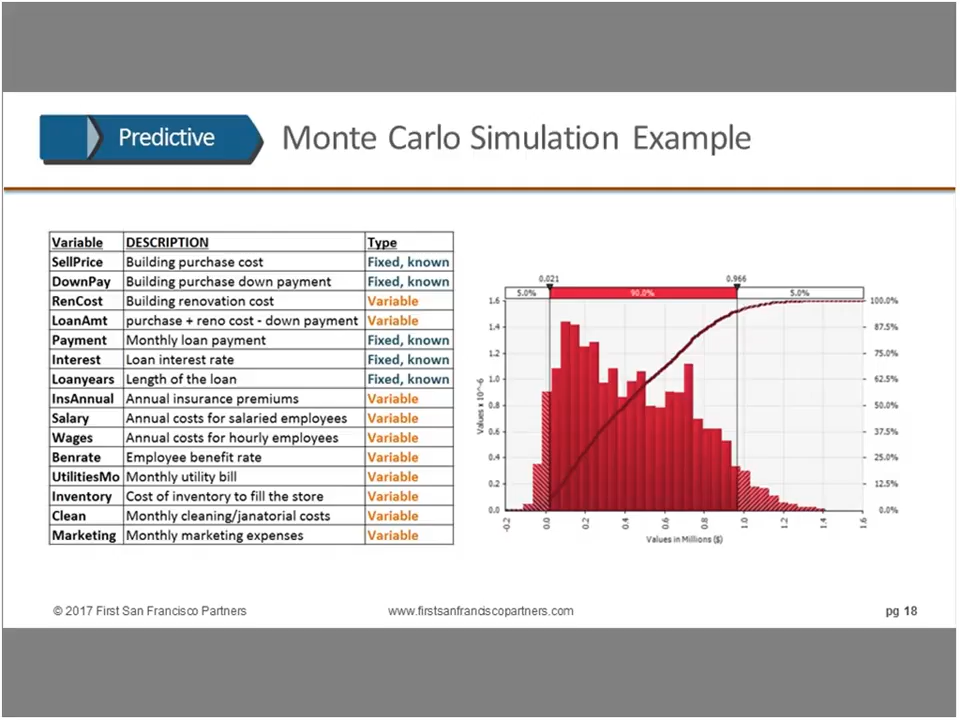 Predictive
Monte Carlo Simulation Example
Variable DESCRIPTION Type
SellPrice Building purchase cost Fixed, known
DownPay Building purchase down payment Fixed, known
RenCost Building renovation cost Variable
LoanAmt purchase + reno cost - down payment Variable
Payment Monthly loan payment Fixed, known
Interest Loan interest rate Fixed, known
Loanyears Length of the loan Fixed, known
InsAnnual Annual insurance premiums Variable
Salary Annual costs for salaried employees Variable
Wages Annual costs for hourly employees Variable
Benrate Employee benefit rate Variable
UtilitiesMo Monthly utility bill Variable
Inventory Cost of inventory to fill the store Variable
Clean Monthly cleaning/janatorial costs Variable
Marketing Monthly marketing expenses Variable
0.021 0.966
5.0% 90.0% 5.0%
1.6 100.0%
1.4 87.5%
1.2 75.0%
1.0 62.5%
0.8 50.0%
0.6 37.5%
0.4 25.0%
0.2 12.5%
0.0 0.0%
Values x 10^-6
-0.2 0.0 0.2 0.4 0.6 0.8 1.0 1.2 1.4 1.6
Values in Millions ($)
© 2017 First San Francisco Partners www.firstsanfranciscopartners.com pg 18